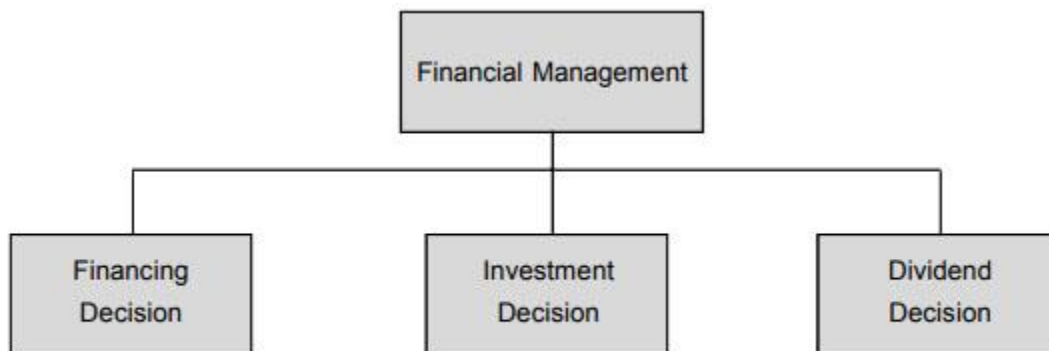 Financial Management
Financing
Decision
Investment
Decision
Dividend
Decision